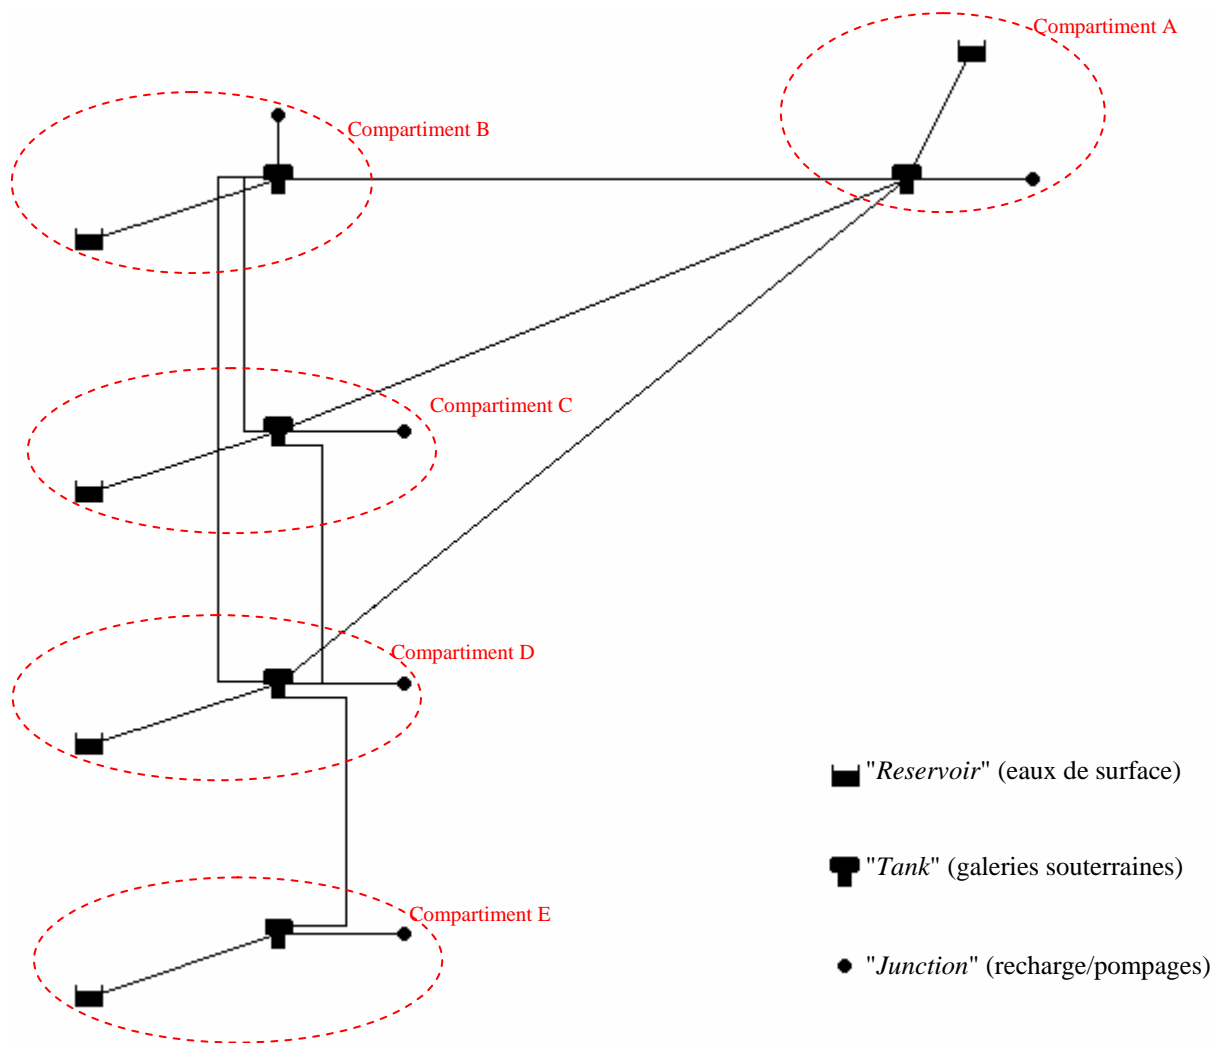 Compartiment A
Compartiment B
Compartiment C
Compartiment D
"Reservoir" (eaux de surface)
"Tank" (galeries souterraines)
Compartiment E
"Junction" (recharge/pompages)